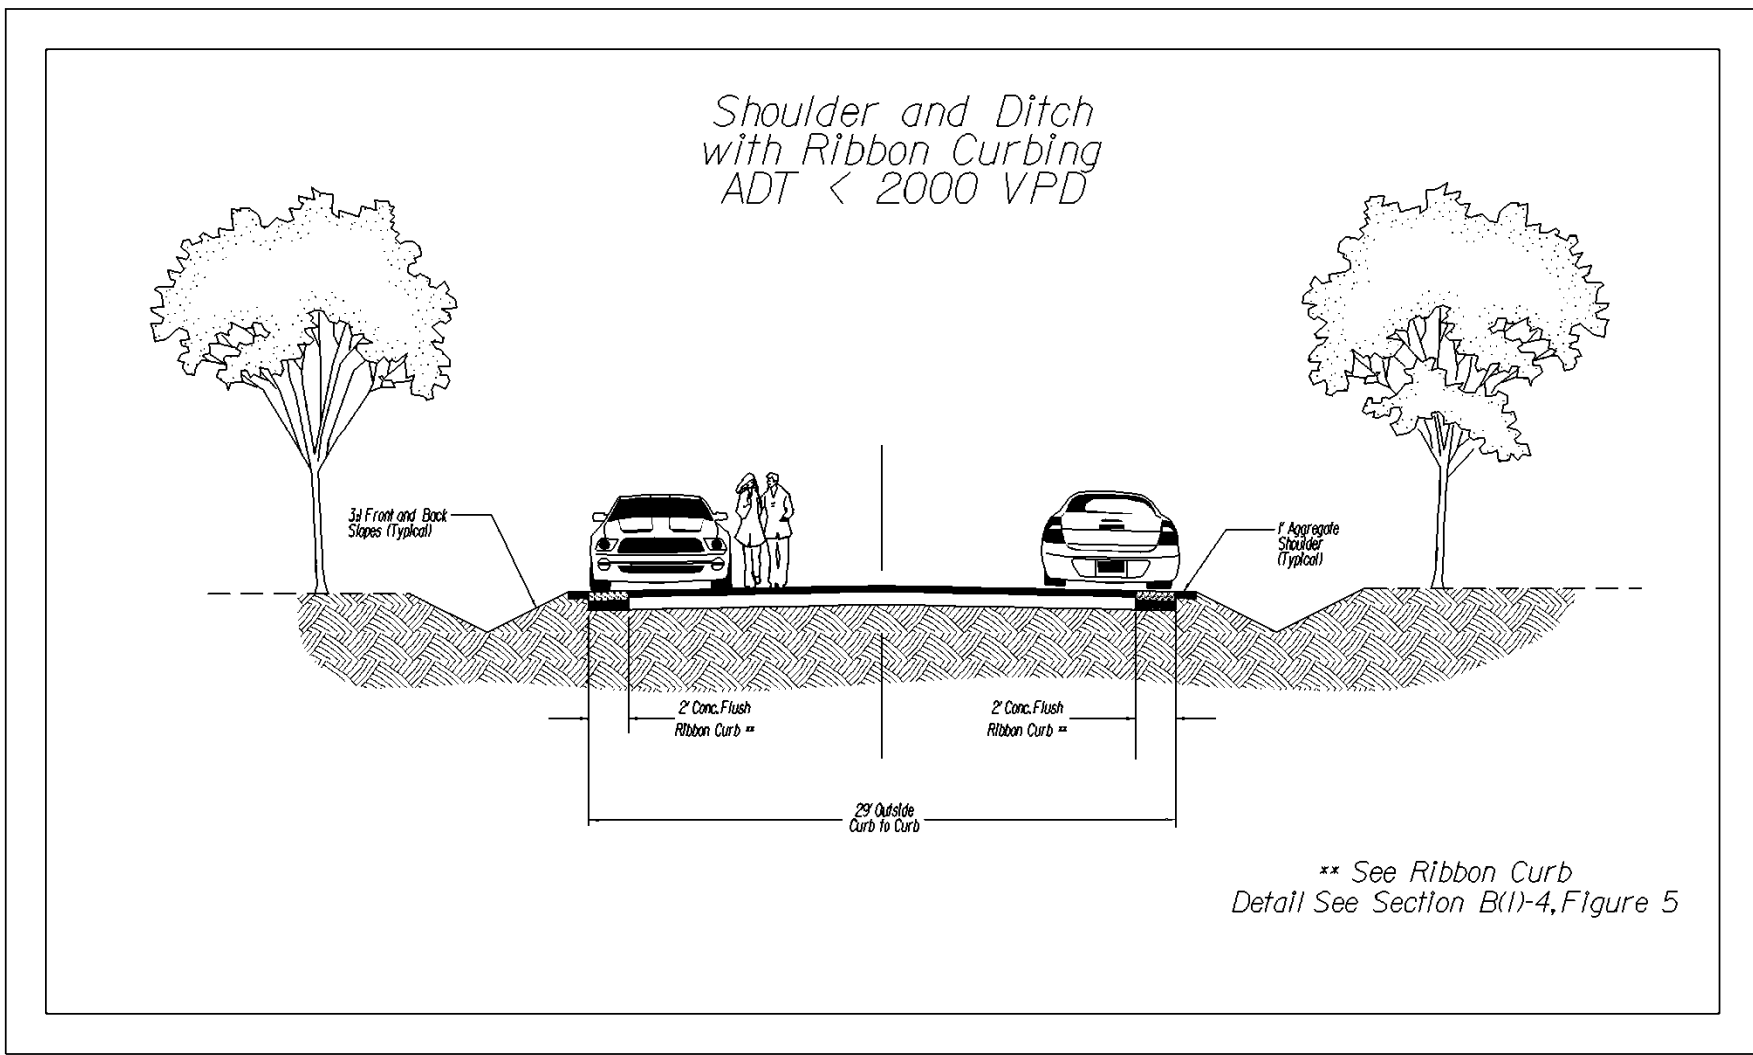 Shoulder and Ditch
with Ribbon Curbing
ADT < 2000 VPD
3:1 Front and Back
Slopes (Typical)
1' Aggregate
Shoulder
(Typical)
2' Conc. Flush
Ribbon Curb **
2' Conc. Flush
Ribbon Curb **
29' Outside
Curb to Curb
** See Ribbon Curb
Detail See Section B(1)-4, Figure 5